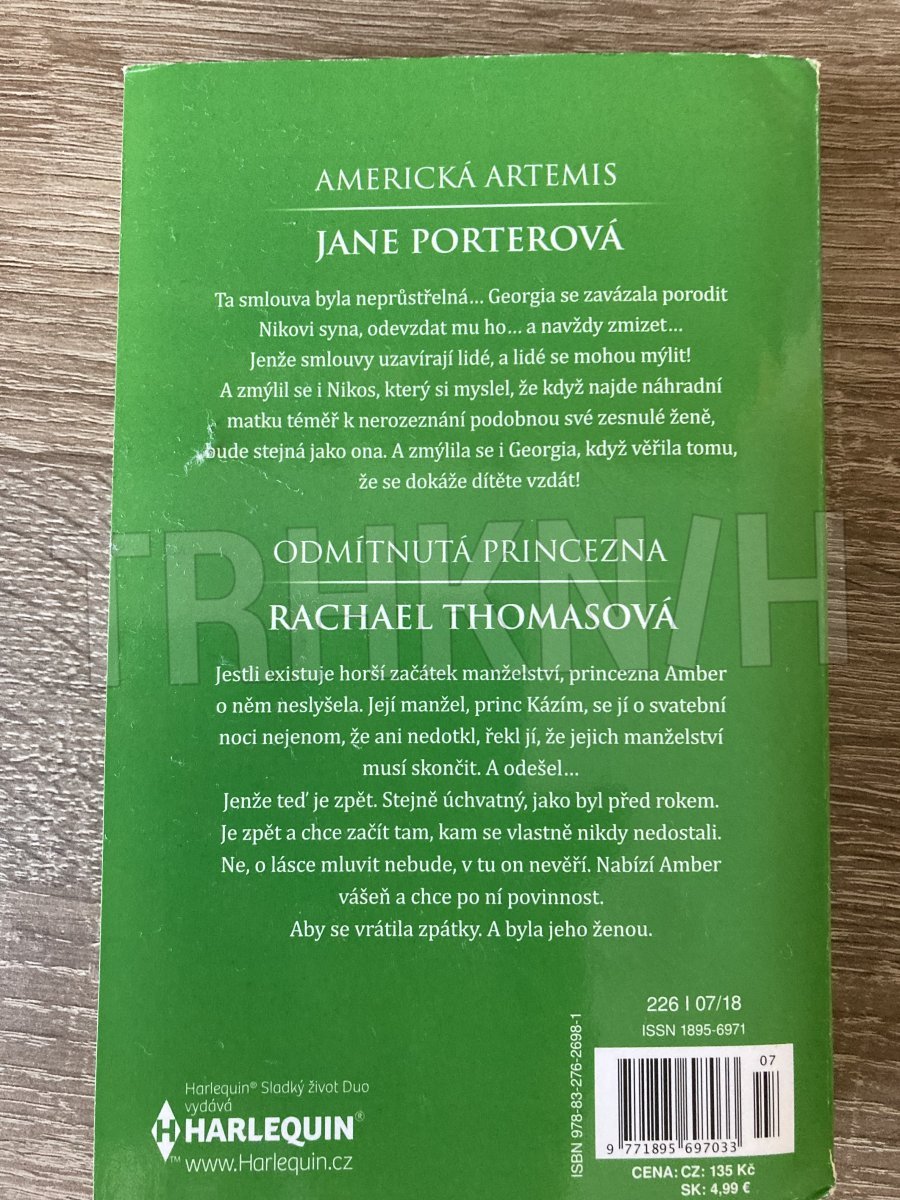 AMERICKÁ ARTEMIS
JANE PORTEROVÁ
Ta smlouva byla neprůstřelná... Georgia se zavázala porodit
Nikovi syna, odevzdat mu ho... a navždy zmizet...
Jenže smlouvy uzavírají lidé, a lidé se mohou mýlit!
A zmýlil se i Nikos, který si myslel, že když najde náhradní
matku téměř k nerozeznání podobnou své zesnulé ženě,
bude stejná jako ona. A zmýlila se i Georgia, když věřila tomu,
že se dokáže dítěte vzdát!
TRHKNIH
ODMÍTNUTÁ PRINCEZNA
RACHAEL THOMASOVÁ
Jestli existuje horší začátek manželství, princezna Amber
o něm neslyšela. Její manžel, princ Kázím, se jí o svatební
noci nejenom, že ani nedotkl, řekl jí, že jejich manželství
musí skončit. A odešel...
Jenže teď je zpět. Stejně úchvatný, jako byl před rokem.
Je zpět a chce začít tam, kam se vlastně nikdy nedostali.
Ne, o lásce mluvit nebude, v tu on nevěří. Nabízí Amber
vášeň a chce po ní povinnost.
Aby se vrátila zpátky. A byla jeho ženou.
226 | 07/18
ISSN 1895-6971
ISBN 978-83-276-2698-1
07
9 771895 697033
CENA: CZ: 135 Kč
SK: 4,99 €
Harlequin® Sladký život Duo
vydává
HARLEQUIN®
™ www.Harlequin.cz